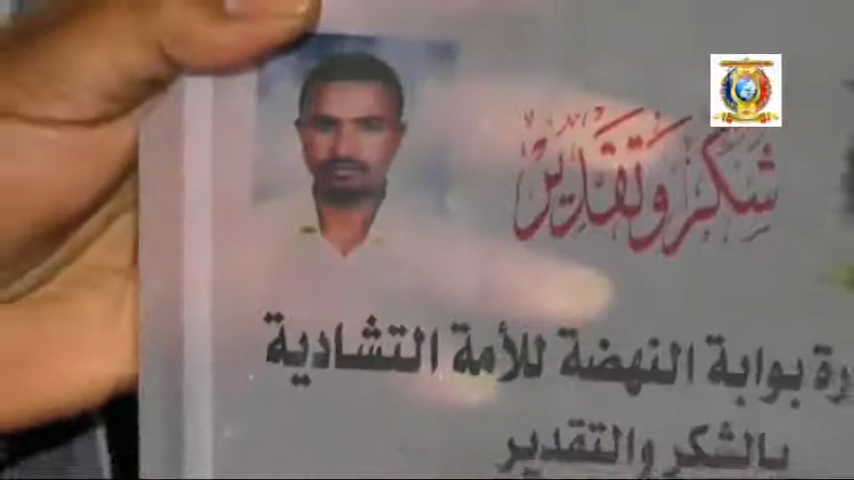 شكر وتقدير
بوابة النهضة للأمة التشادية
بالشكر والتقدير